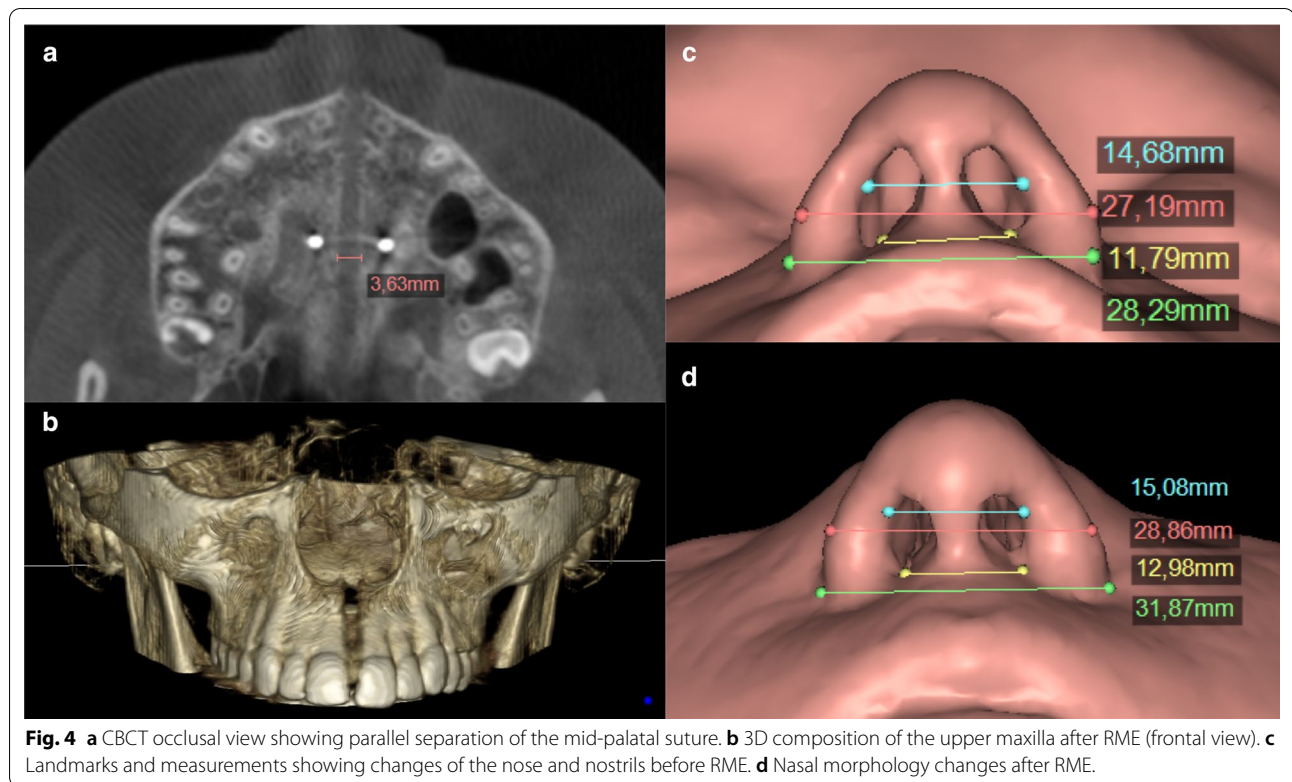 a
3,63mm
b
c
14,68mm
27,19mm
11,79mm
28,29mm
d
15,08mm
28,86mm
12,98mm
31,87mm
Fig. 4 a CBCT occlusal view showing parallel separation of the mid-palatal suture. b 3D composition of the upper maxilla after RME (frontal view). c
Landmarks and measurements showing changes of the nose and nostrils before RME. d Nasal morphology changes after RME.